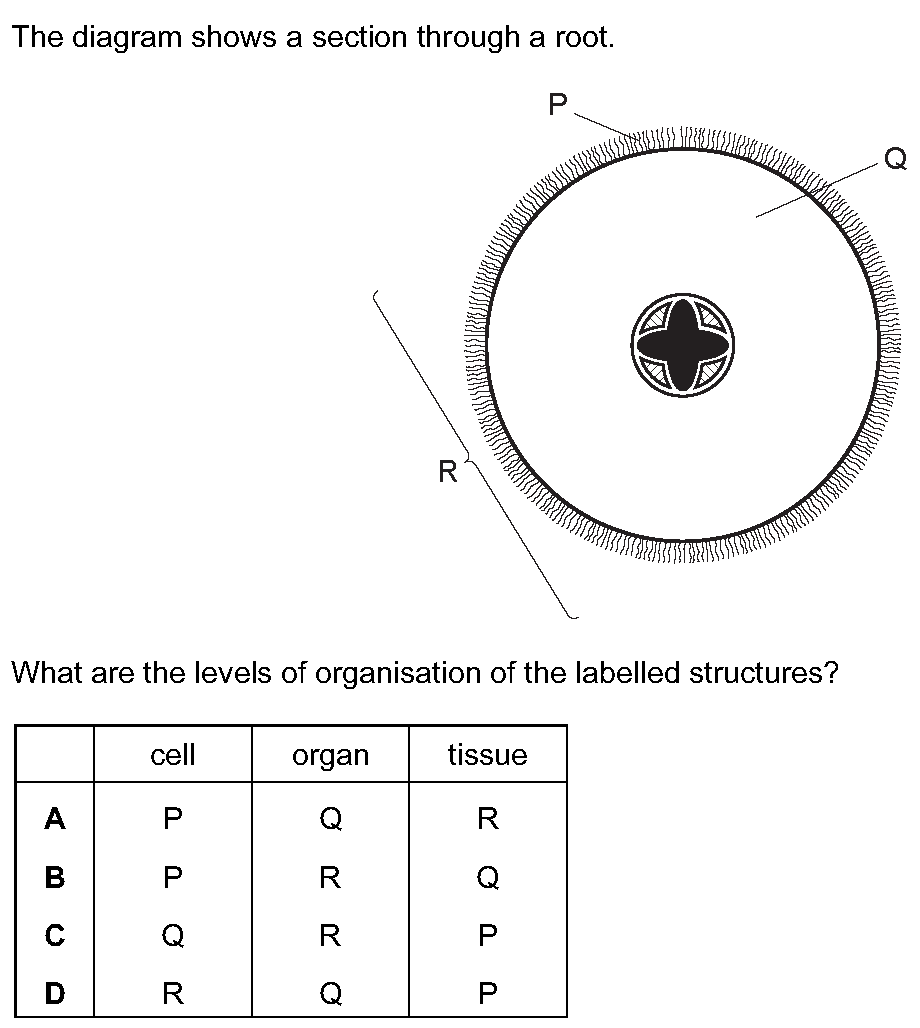 The diagram shows a section through a root.
P
Q
R
What are the levels of organisation of the labelled structures?
cell organ tissue
A P Q R
B P R Q
C Q R P
D R Q P